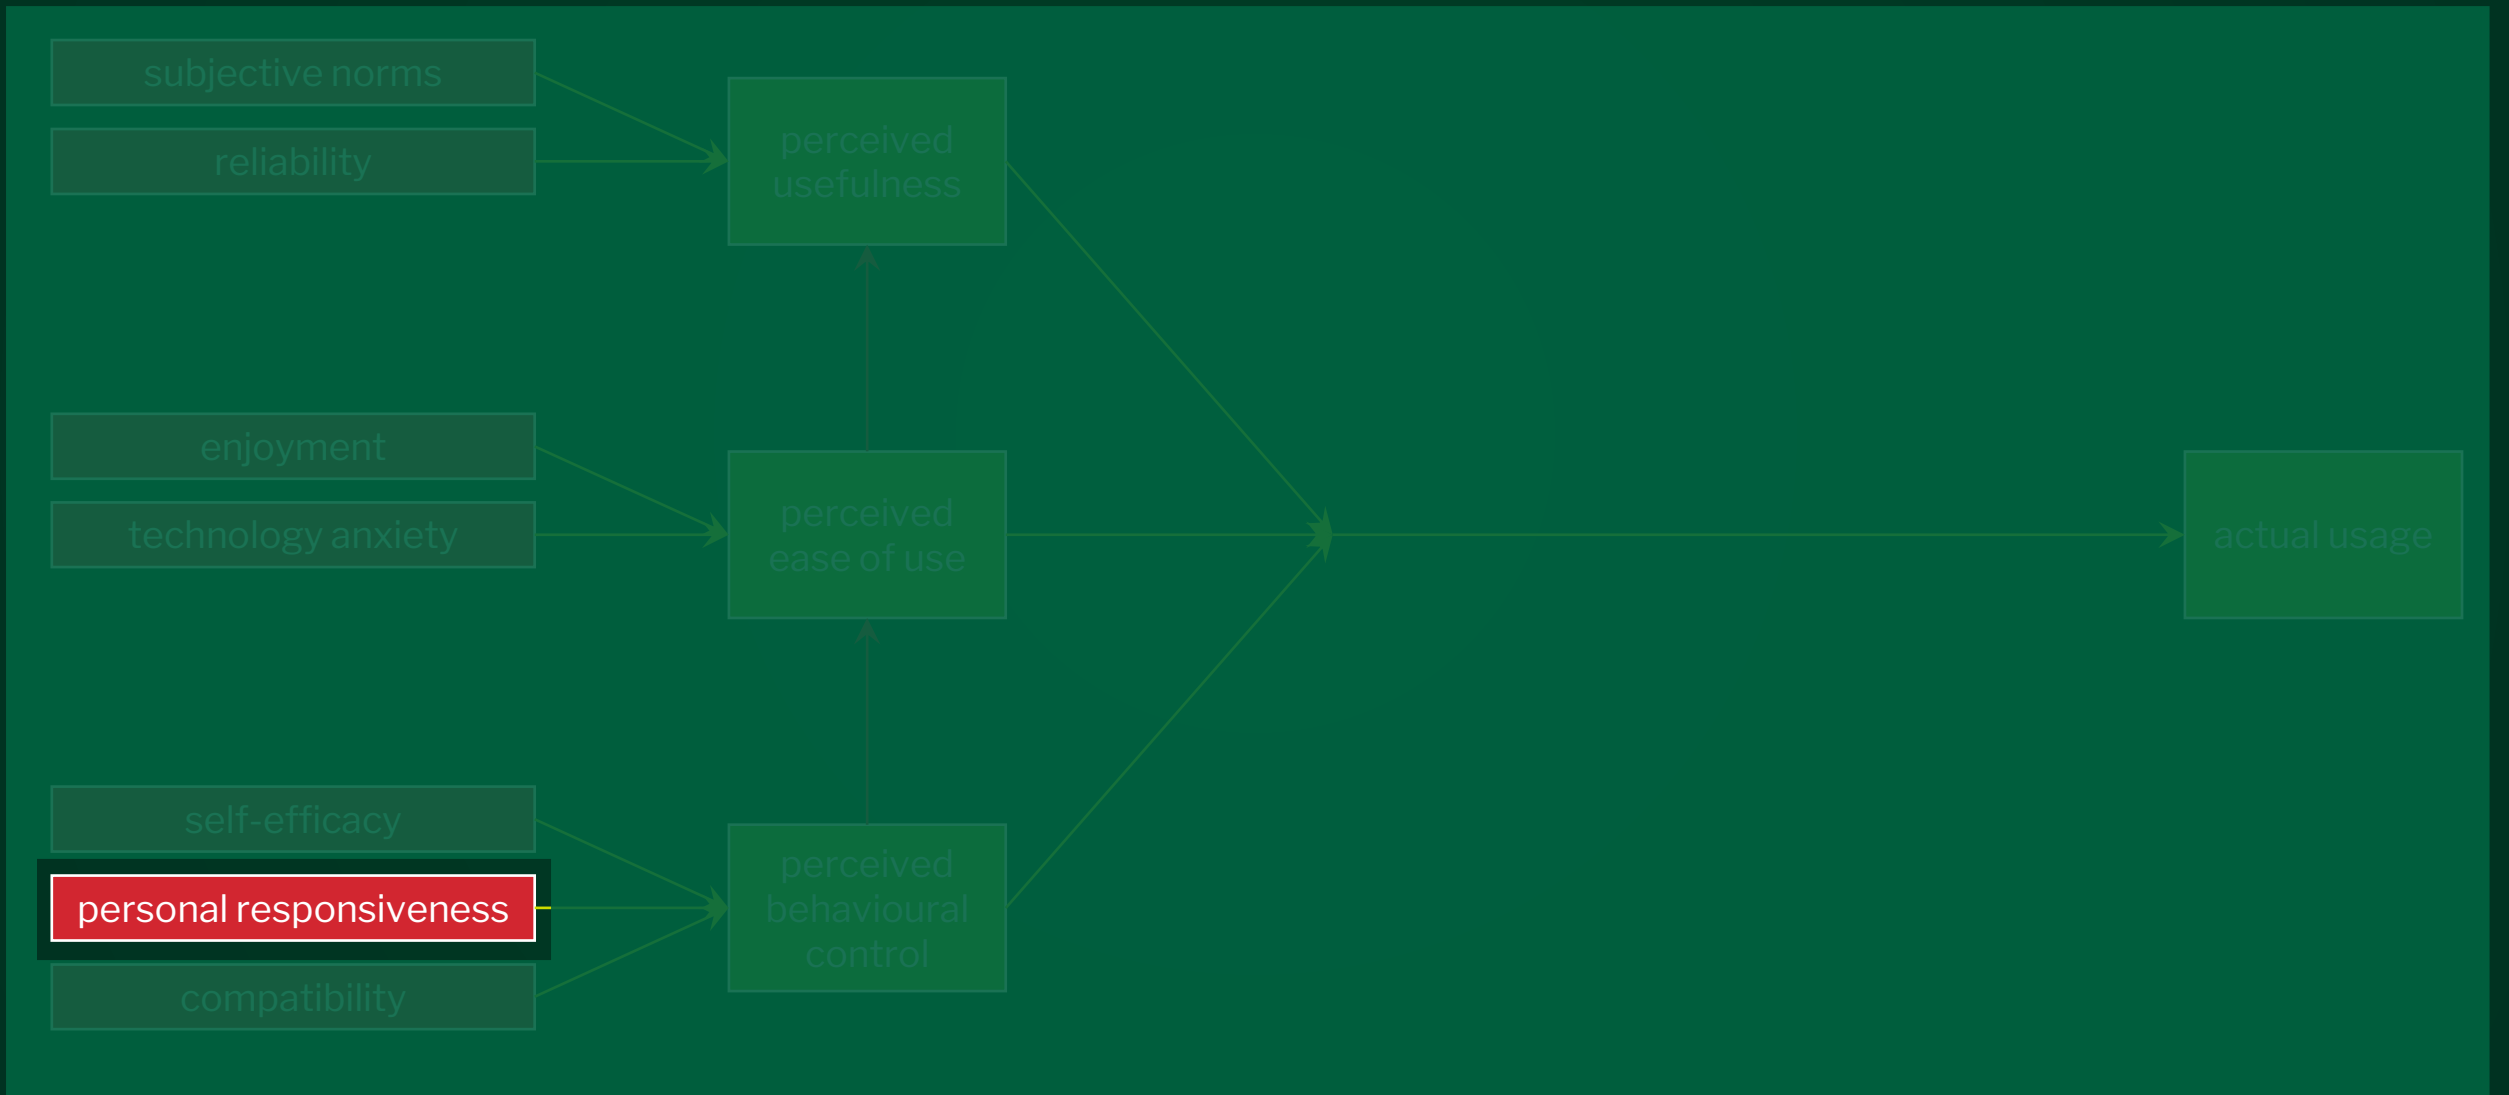 subjective norms
reliability
perceived
usefulness
enjoyment
technology anxiety
perceived
ease of use
actual usage
self-efficacy
personal responsiveness
compatibility
perceived
behavioural
control